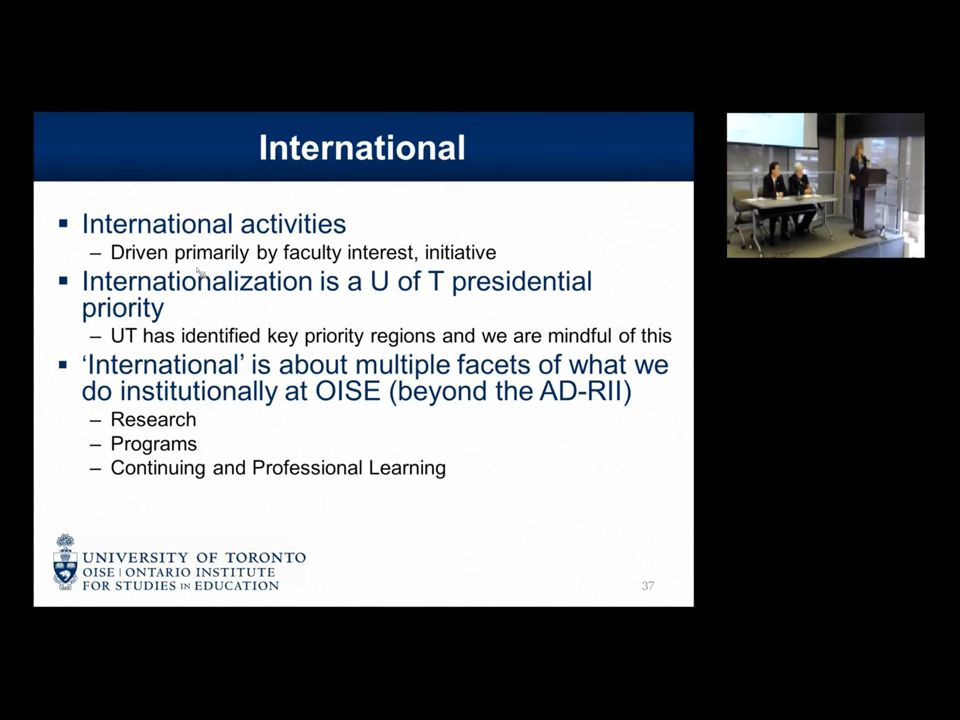 International
▪ International activities
– Driven primarily by faculty interest, initiative
▪ Internationalization is a U of T presidential
priority
– UT has identified key priority regions and we are mindful of this
▪ ‘International’ is about multiple facets of what we
do institutionally at OISE (beyond the AD-RII)
– Research
– Programs
– Continuing and Professional Learning
UNIVERSITY OF TORONTO
OISE | ONTARIO INSTITUTE
FOR STUDIES IN EDUCATION
37